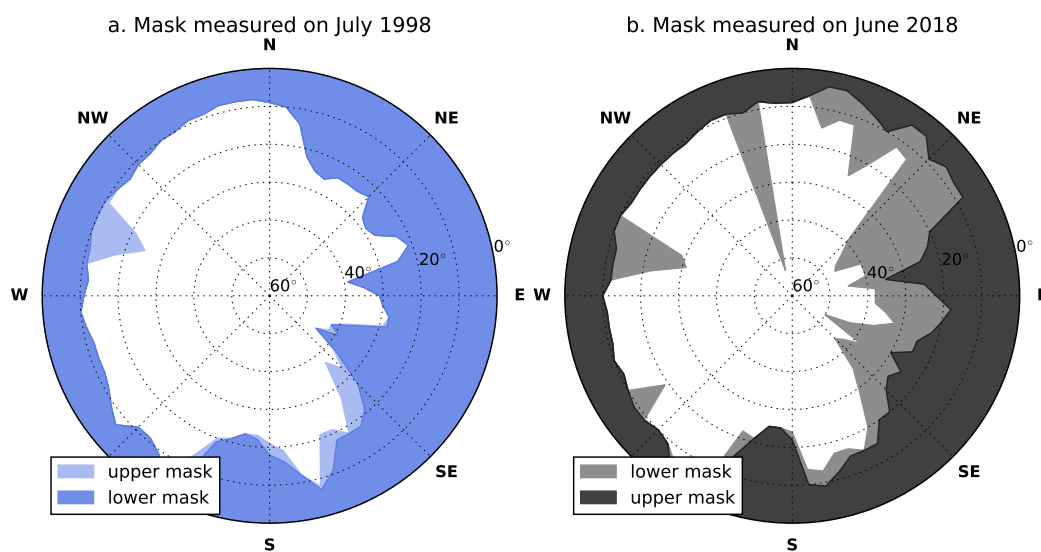 a. Mask measured on July 1998
N
NW
NE
0°
20°
40°
60°
W
E
SE
S
upper mask
lower mask
b. Mask measured on June 2018
N
NW
NE
0°
20°
40°
60°
W
SE
S
lower mask
upper mask